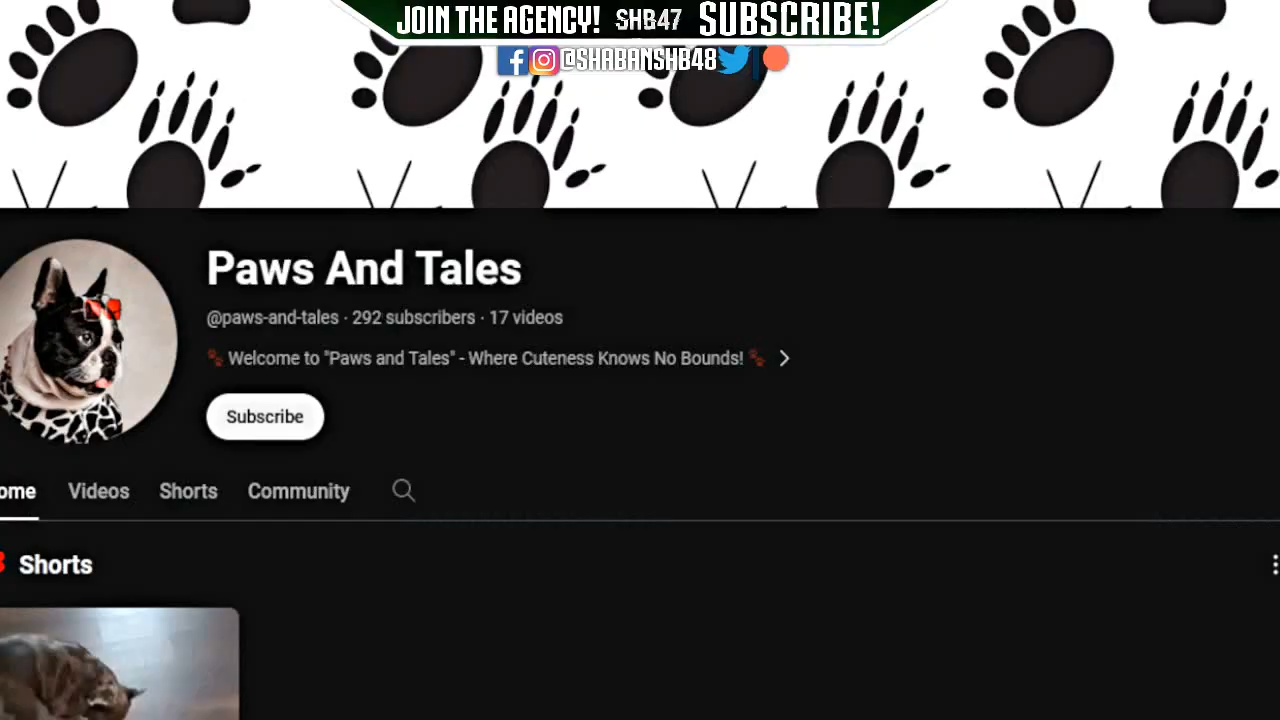 JOIN THE AGENCY! SHB47 SUBSCRIBE!
@SHABANSHB48
Paws And Tales
@paws-and-tales · 292 subscribers · 17 videos
Welcome to "Paws and Tales" - Where Cuteness Knows No Bounds!
Subscribe
ome Videos Shorts Community
Shorts